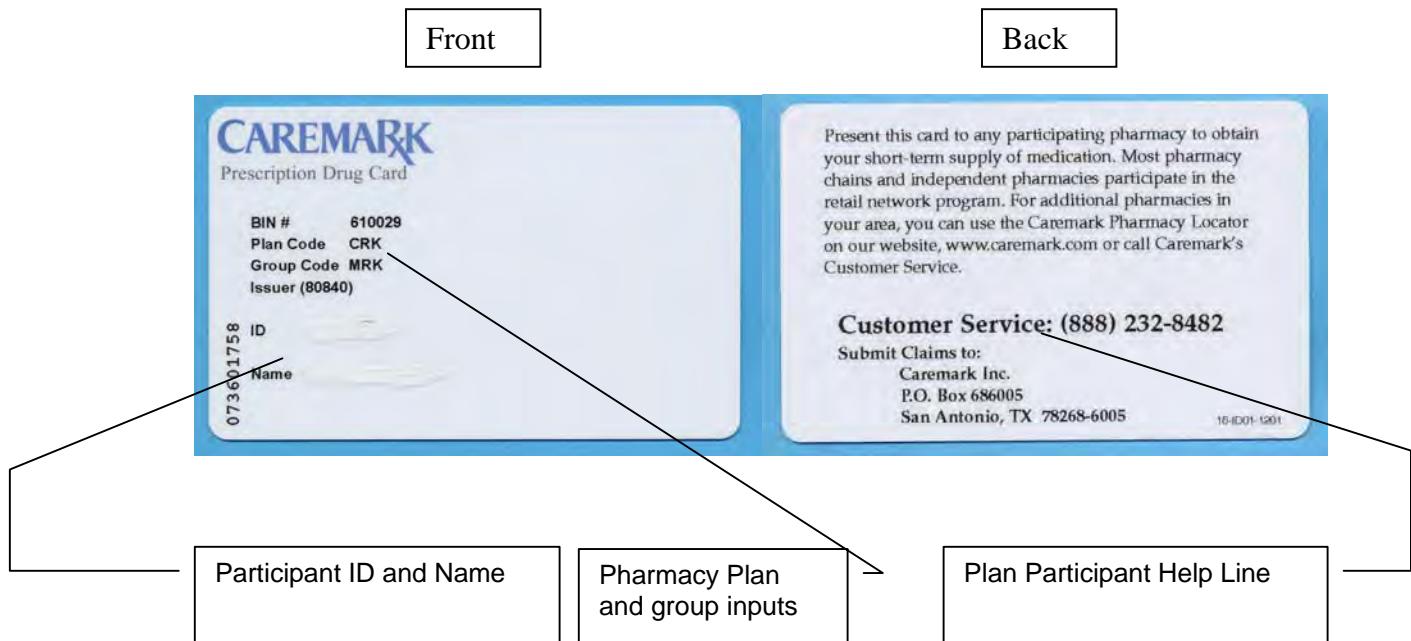 Front
Back
CAREMARK
Prescription Drug Card
BIN # 610029
Plan Code CRK
Group Code MRK
Issuer (80840)
ID
Name
073601758
Present this card to any participating pharmacy to obtain
your short-term supply of medication. Most pharmacy
chains and independent pharmacies participate in the
retail network program. For additional pharmacies in
your area, you can use the Caremark Pharmacy Locator
on our website, www.caremark.com or call Caremark's
Customer Service.
Customer Service: (888) 232-8482
Submit Claims to:
Caremark Inc.
P.O. Box 686005
San Antonio, TX 78268-6005
16-ID01-1201
Participant ID and Name
Pharmacy Plan
and group inputs
Plan Participant Help Line